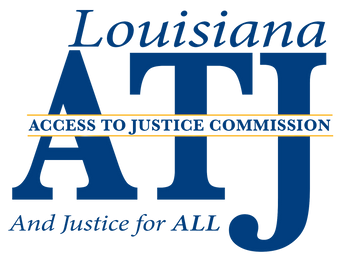 Louisiana
ATJ
ACCESS TO JUSTICE COMMISSION
And Justice for ALL